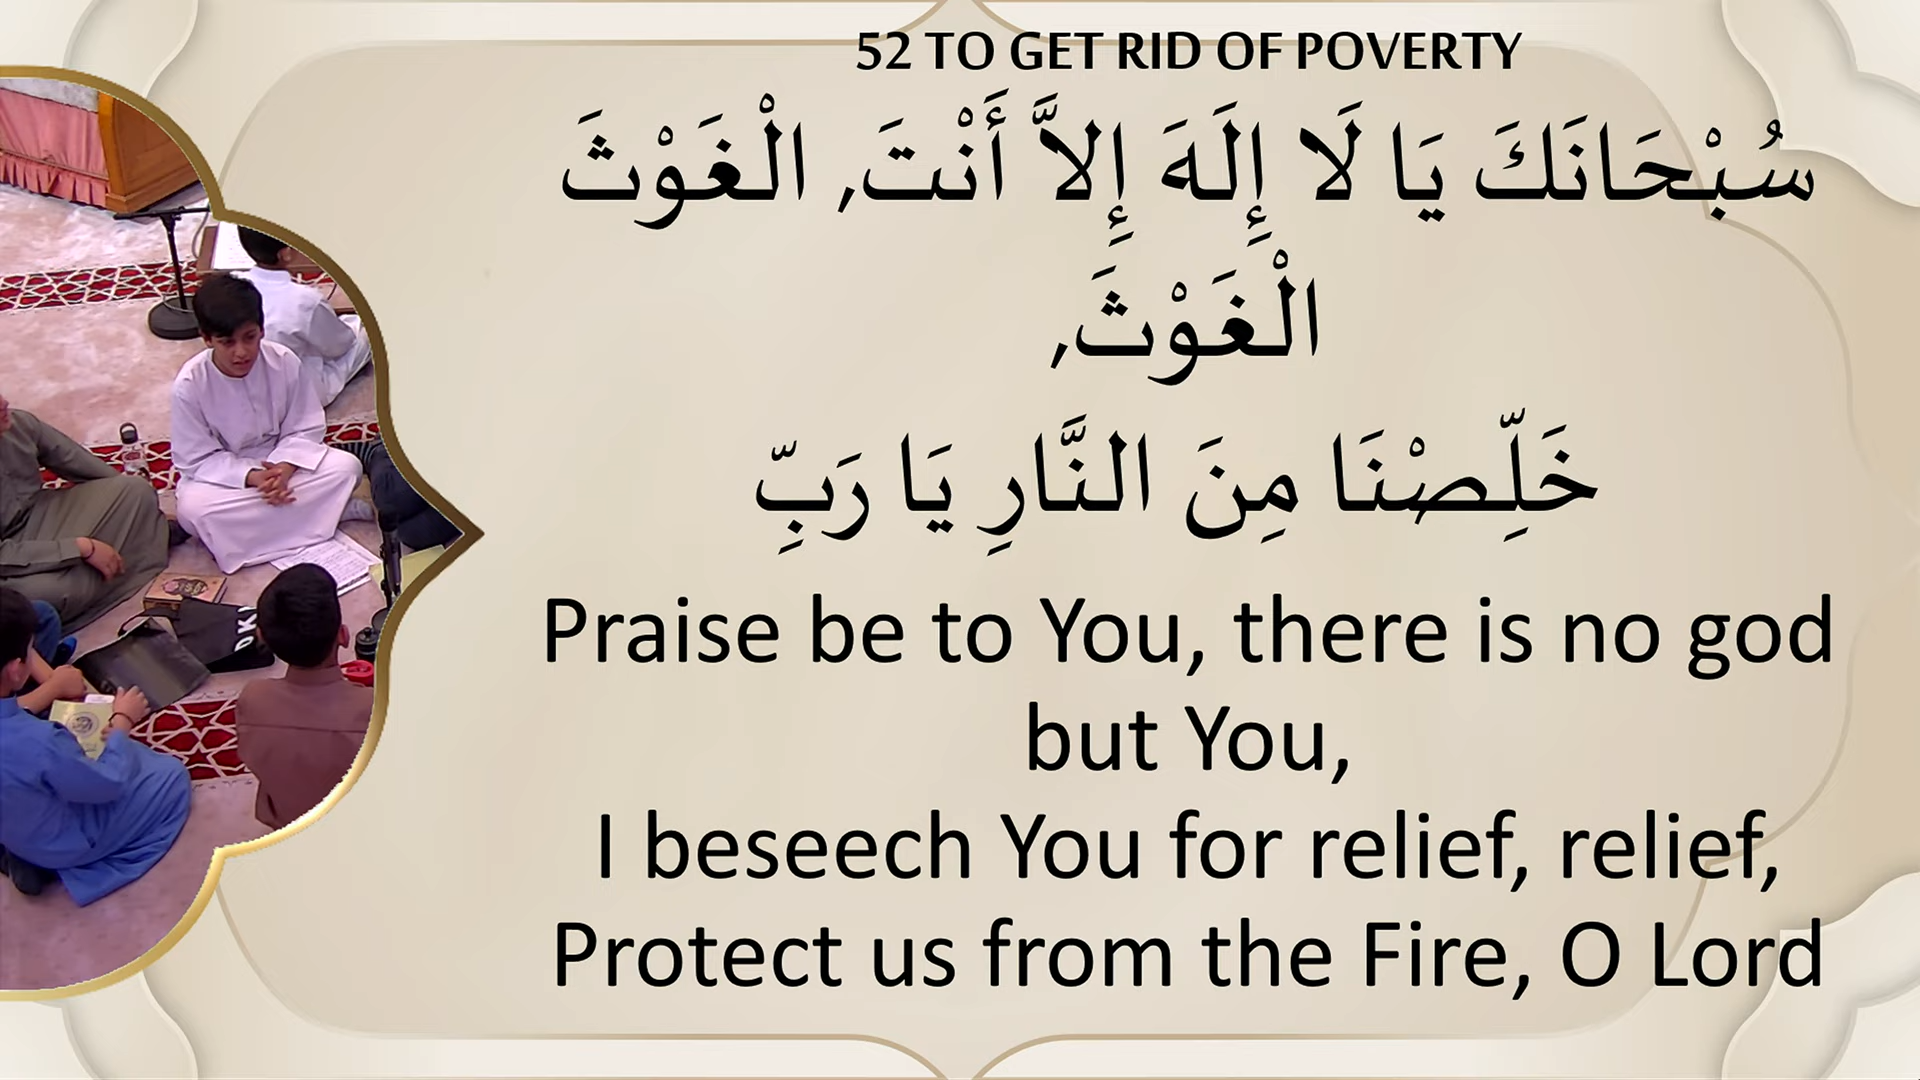 52 TO GET RID OF POVERTY
سُبْحَانَكَ يَا لَا إِلَهَ إِلاَّ أَنْتَ, الْغَوْثَ
الْغَوْثَ,
خَلِّصْنَا مِنَ النَّارِ يَا رَبِّ
Praise be to You, there is no god
but You,
I beseech You for relief, relief,
Protect us from the Fire, O Lord